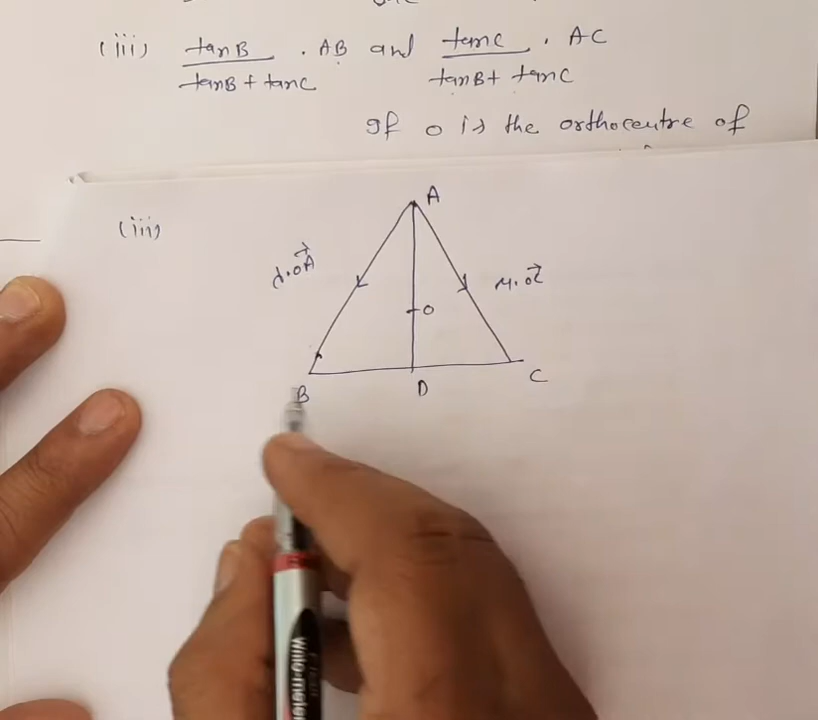 (iii) tanB / tanB + tanC . AB and tanC / tanB + tanC . AC
If O is the orthocentre of
(iii)
A
λ.OA⃗
μ.OC⃗
O
B
D
C